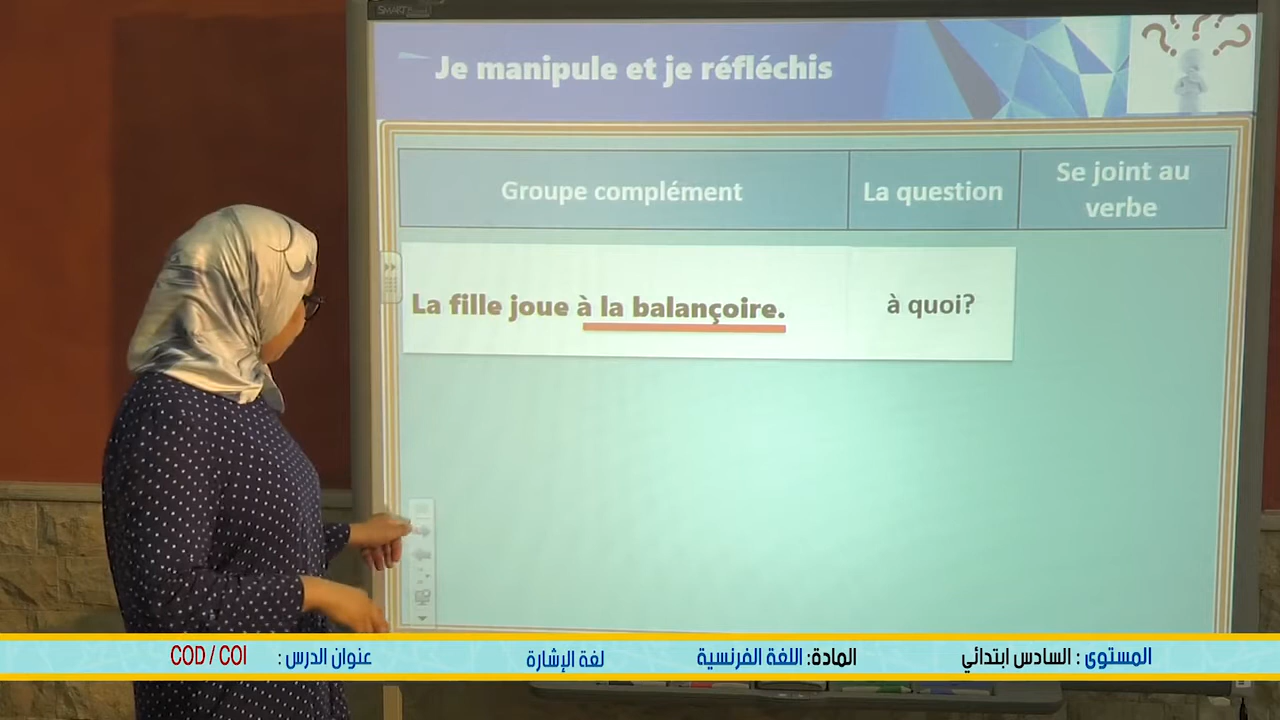 SMART
Je manipule et je réfléchis
Groupe complément
La question
Se joint au
verbe
La fille joue à la balançoire.
à quoi?
المستوى : السادس ابتدائي
المادة: اللغة الفرنسية
لغة الإشارة
عنوان الدرس : COD / COI